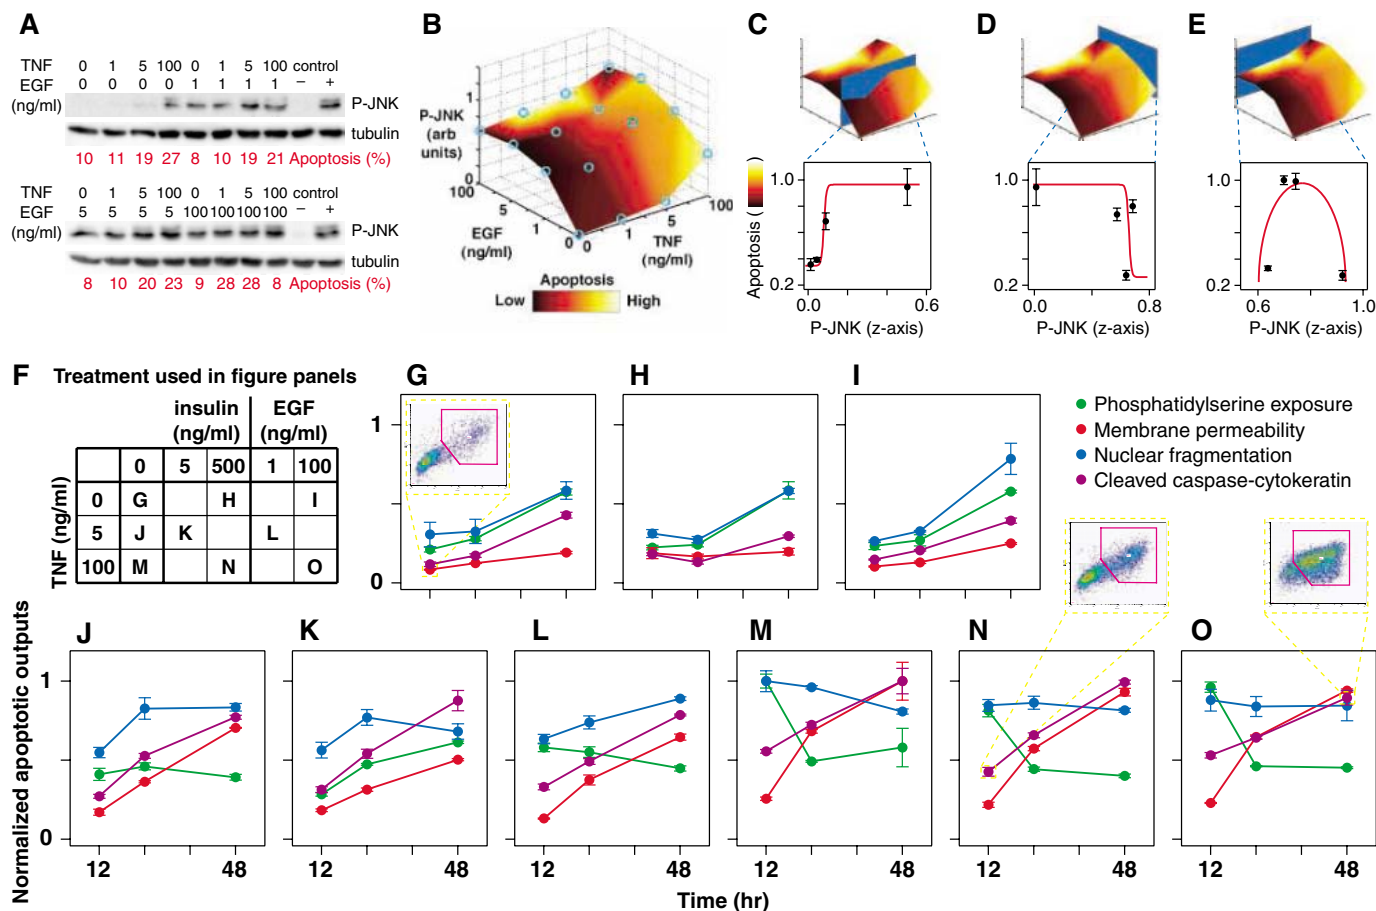 A
TNF 0 1 5 100 0 1 5 100 control
EGF 0 0 0 0 1 1 1 1 – +
(ng/ml)
P-JNK
tubulin
10 11 19 27 8 10 19 21 Apoptosis (%)
TNF 0 1 5 100 0 1 5 100 control
EGF 5 5 5 5 100 100 100 100 – +
(ng/ml)
P-JNK
tubulin
8 10 20 23 9 28 28 8 Apoptosis (%)
B
P-JNK
(arb
units)
1
0
100
5
1
0
EGF
(ng/ml)
0
1
5
100
TNF
(ng/ml)
Apoptosis
Low High
C
Apoptosis ( )
1.0
0.2
0.0 0.6
P-JNK (z-axis)
D
1.0
0.2
0.0 0.8
P-JNK (z-axis)
E
1.0
0.2
0.6 1.0
P-JNK (z-axis)
F Treatment used in figure panels
insulin EGF
(ng/ml) (ng/ml)
0 5 500 1 100
0 G H I
5 J K L
100 M N O
TNF (ng/ml)
G
1
0
H
I
Phosphatidylserine exposure
Membrane permeability
Nuclear fragmentation
Cleaved caspase-cytokeratin
Normalized apoptotic outputs
J
1
0
12 48
K
12 48
L
12 48
M
12 48
N
12 48
O
12 48
Time (hr)